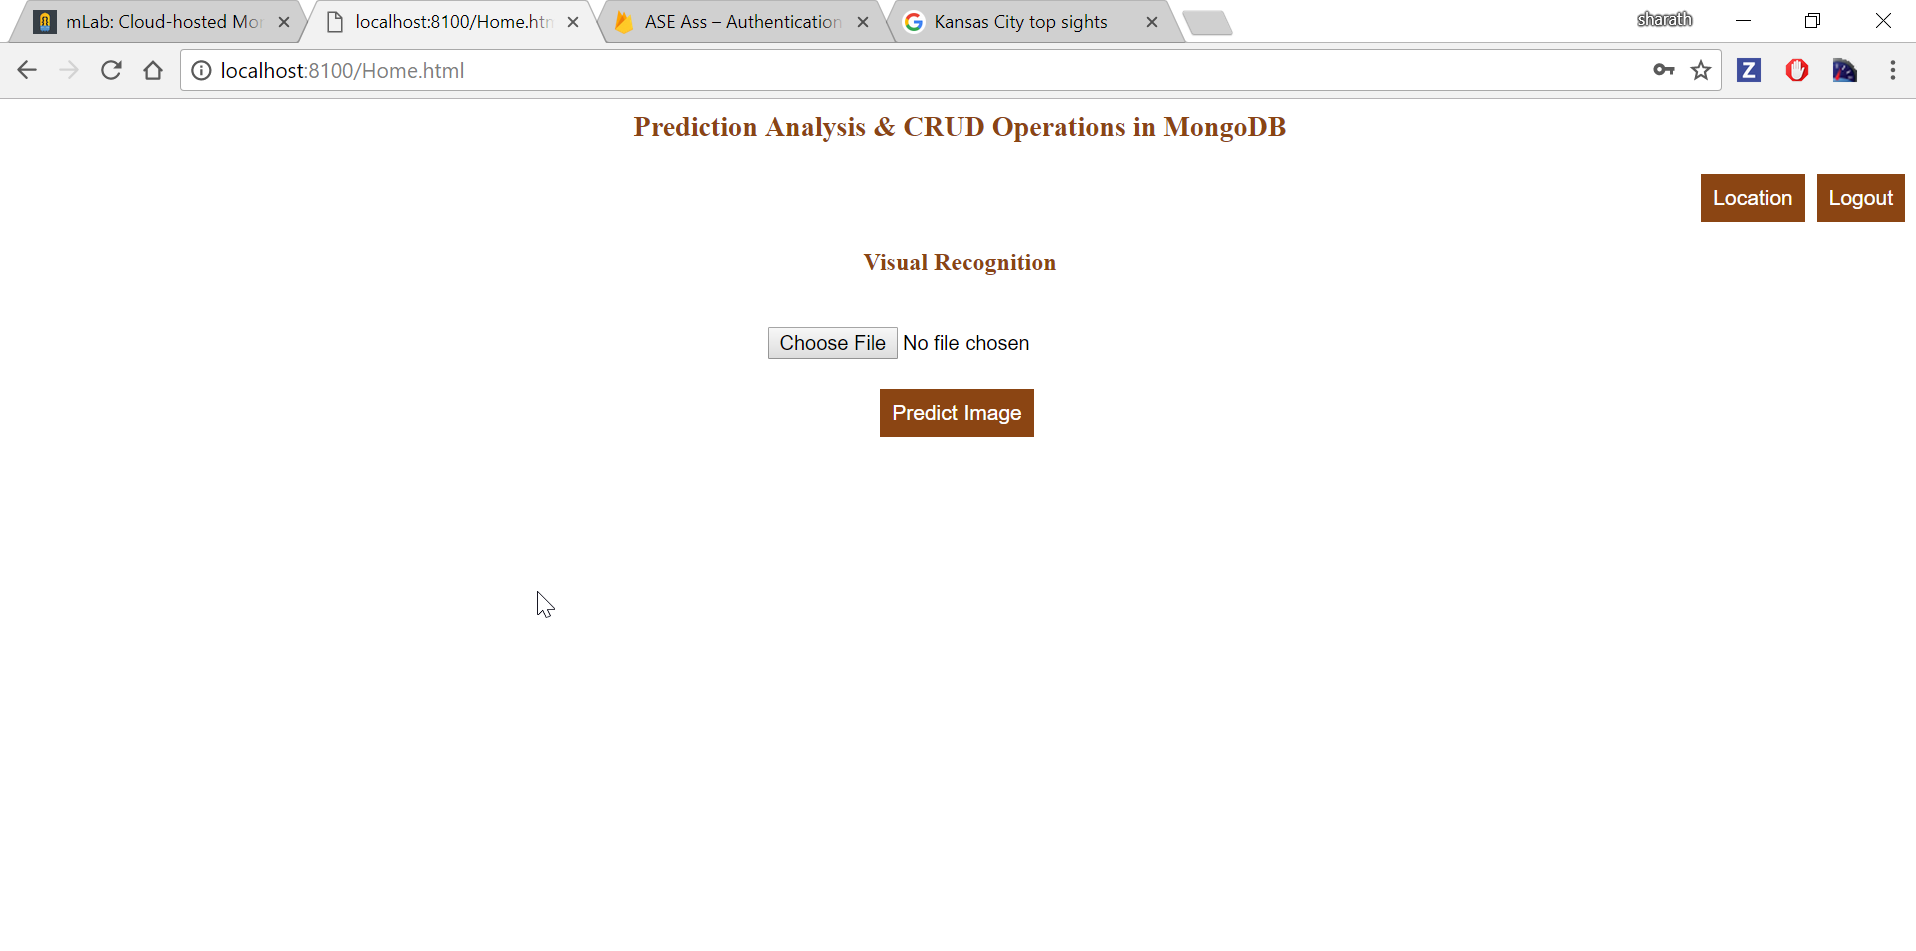 mLab: Cloud-hosted Mon
localhost:8100/Home.htm
ASE Ass – Authentication
Kansas City top sights
sharath
localhost:8100/Home.html
Z
Prediction Analysis & CRUD Operations in MongoDB
Location
Logout
Visual Recognition
Choose File
No file chosen
Predict Image